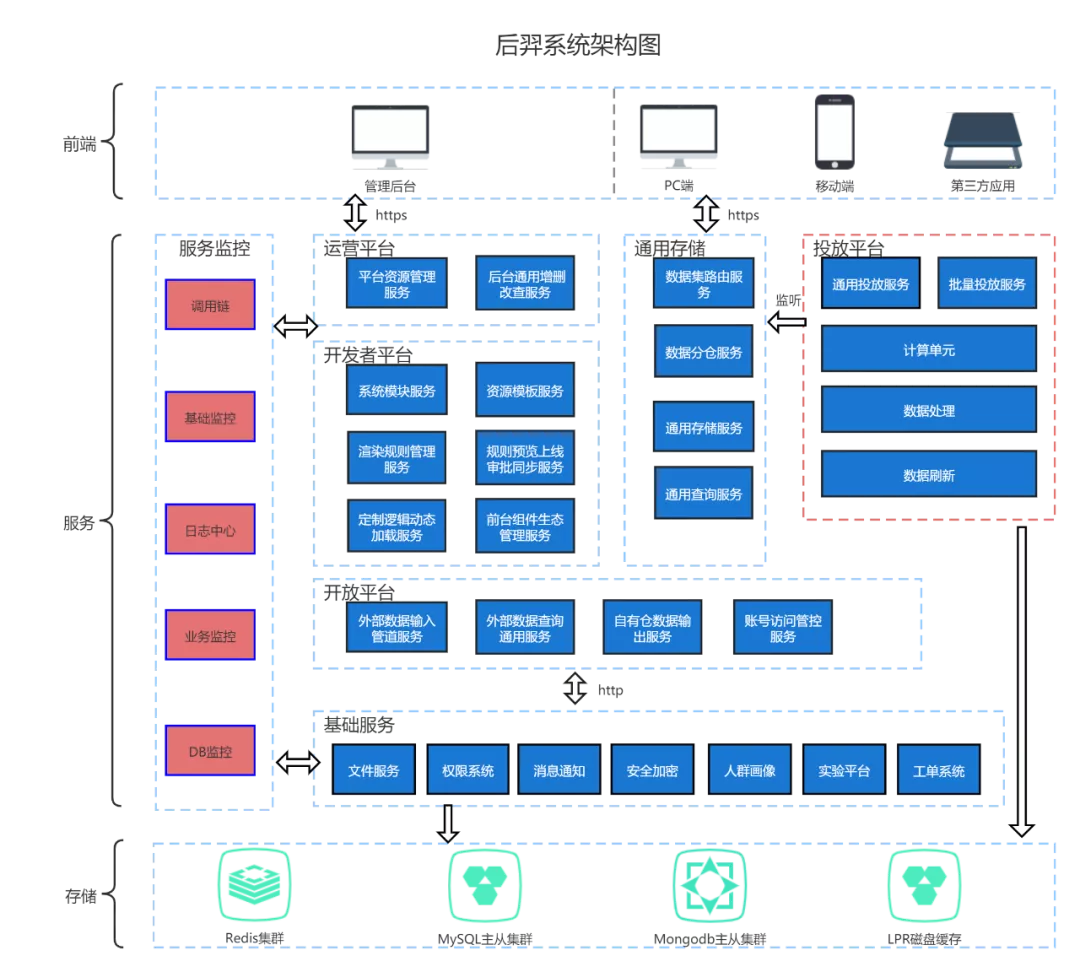 后羿系统架构图
前端
管理后台
PC端
移动端
第三方应用
https
https
服务
服务监控
调用链
基础监控
日志中心
业务监控
DB监控
运营平台
平台资源管理
服务
后台通用增删
改查服务
开发者平台
系统模块服务
资源模板服务
渲染规则管理
服务
规则预览上线
审批同步服务
定制逻辑动态
加载服务
前台组件生态
管理服务
通用存储
数据集路由服
务
数据分仓服务
通用存储服务
通用查询服务
监听
投放平台
通用投放服务
批量投放服务
计算单元
数据处理
数据刷新
开放平台
外部数据输入
管道服务
外部数据查询
通用服务
自有仓数据输
出服务
账号访问管控
服务
http
基础服务
文件服务
权限系统
消息通知
安全加密
人群画像
实验平台
工单系统
存储
Redis集群
MySQL主从集群
Mongodb主从集群
LPR磁盘缓存